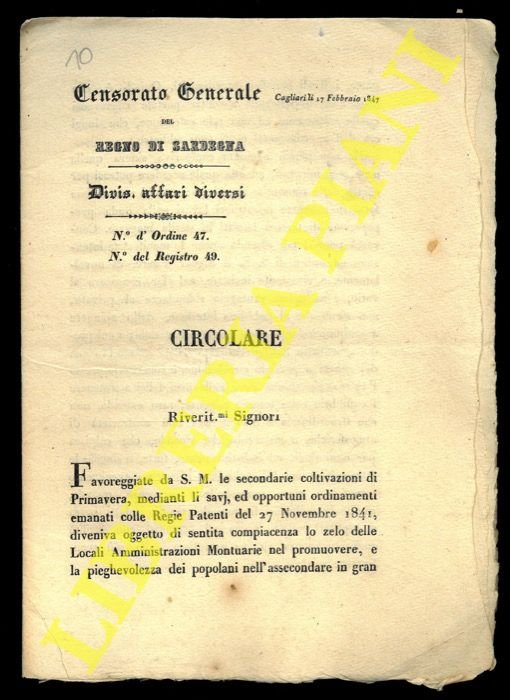 10
Censorato Generale Cagliari li 17 Febbraio 1847
DEL
REGNO DI SARDEGNA
Divis. affari diversi
N.º d' Ordine 47.
N.º del Registro 49.
CIRCOLARE
Riverit.mi Signori
Favoreggiate da S. M. le secondarie coltivazioni di
Primavera, medianti li savj, ed opportuni ordinamenti
emanati colle Regie Patenti del 27 Novembre 1841,
diveniva oggetto di sentita compiacenza lo zelo delle
Locali Amministrazioni Montuarie nel promuovere, e
la pieghevolezza dei popolani nell'assecondare in gran
LIBRERIA PIANI